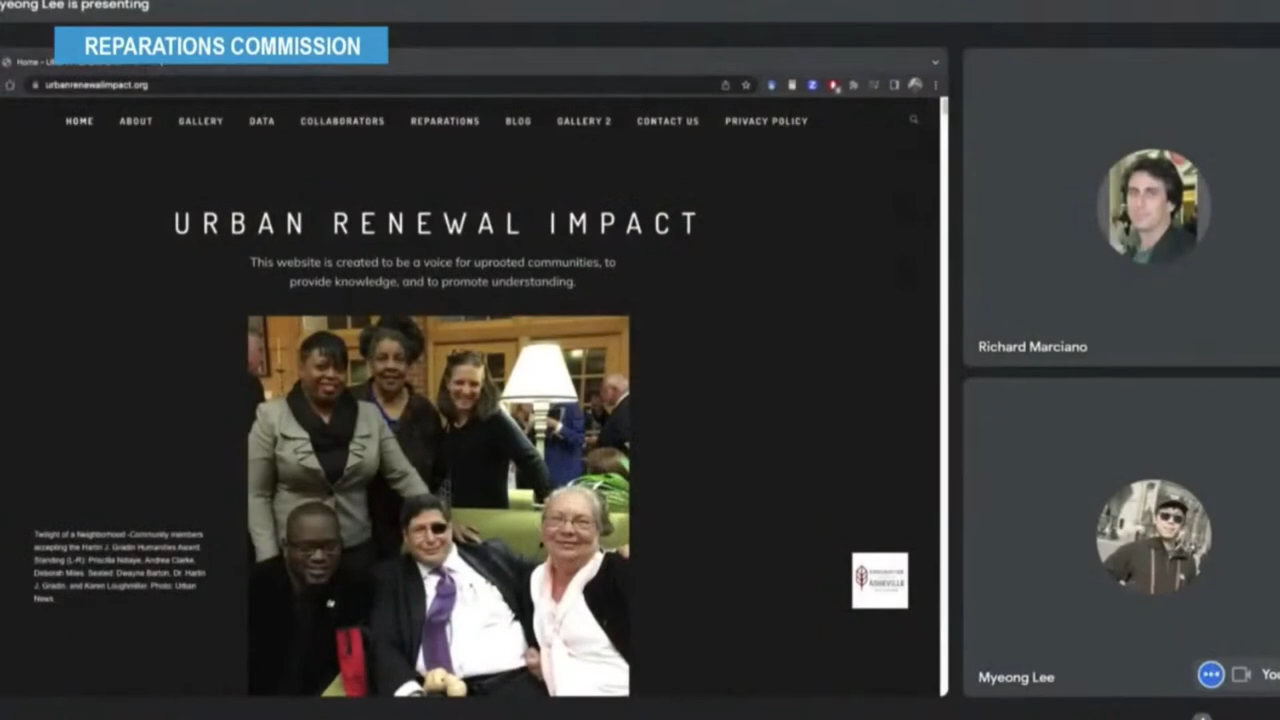 yeong Lee is presenting
REPARATIONS COMMISSION
Home -
urbanrenewalimpact.org
HOME ABOUT GALLERY DATA COLLABORATORS REPARATIONS BLOG GALLERY 2 CONTACT US PRIVACY POLICY
URBAN RENEWAL IMPACT
This website is created to be a voice for uprooted communities, to
provide knowledge, and to promote understanding.
Twilight of a Neighborhood -Community members
accepting the Harlin J. Gradin Humanities Award.
Standing (L-R): Priscilla Ndiaye, Andrea Clarke,
Deborah Miles. Seated: Dwayne Barton, Dr. Harlin
J. Gradin, and Karen Loughmiller. Photo: Urban
News.
ASHEVILLE
Richard Marciano
Myeong Lee
You